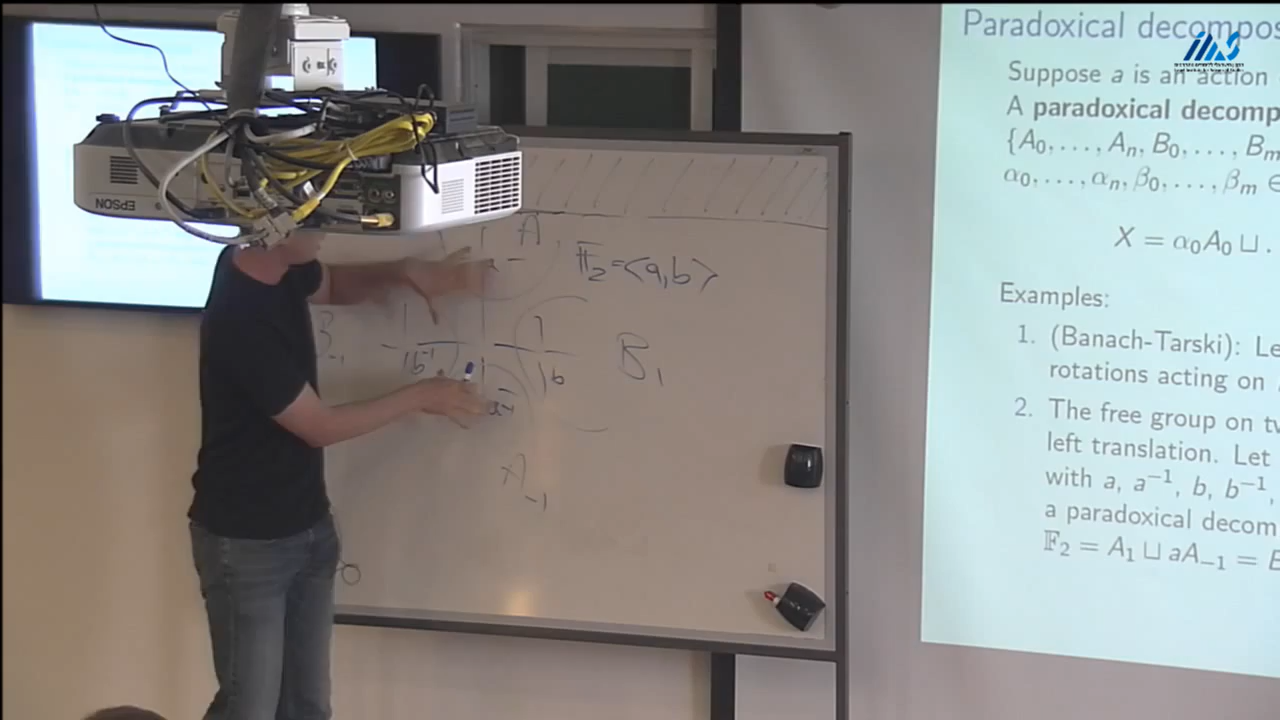 EPSON
A
a
𝔽₂=⟨a,b⟩
B₋₁
b⁻¹
b
B₁
a⁻¹
A₋₁
Paradoxical decompos
Suppose a is an action
A paradoxical decomp
{A₀, . . . , Aₙ, B₀, . . . , Bₘ
α₀, . . . , αₙ, β₀, . . . , βₘ ∈
X = α₀A₀ ⊔ .
Examples:
1. (Banach-Tarski): Le
rotations acting on
2. The free group on tw
left translation. Let
with a, a⁻¹, b, b⁻¹,
a paradoxical decom
𝔽₂ = A₁ ⊔ aA₋₁ = B